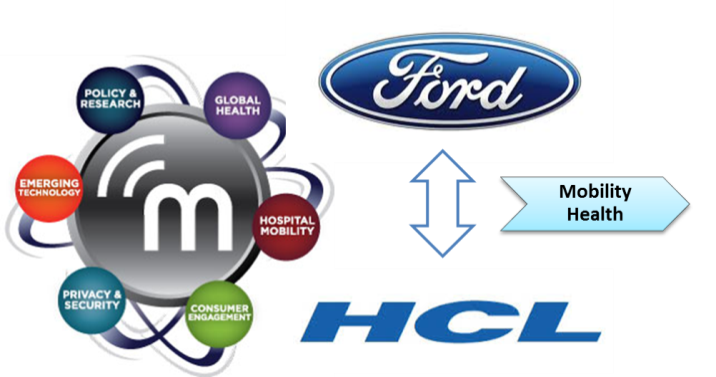 POLICY &
RESEARCH
GLOBAL
HEALTH
EMERGING
TECHNOLOGY
m
HOSPITAL
MOBILITY
PRIVACY &
SECURITY
CONSUMER
ENGAGEMENT
Ford
Mobility
Health
HCL